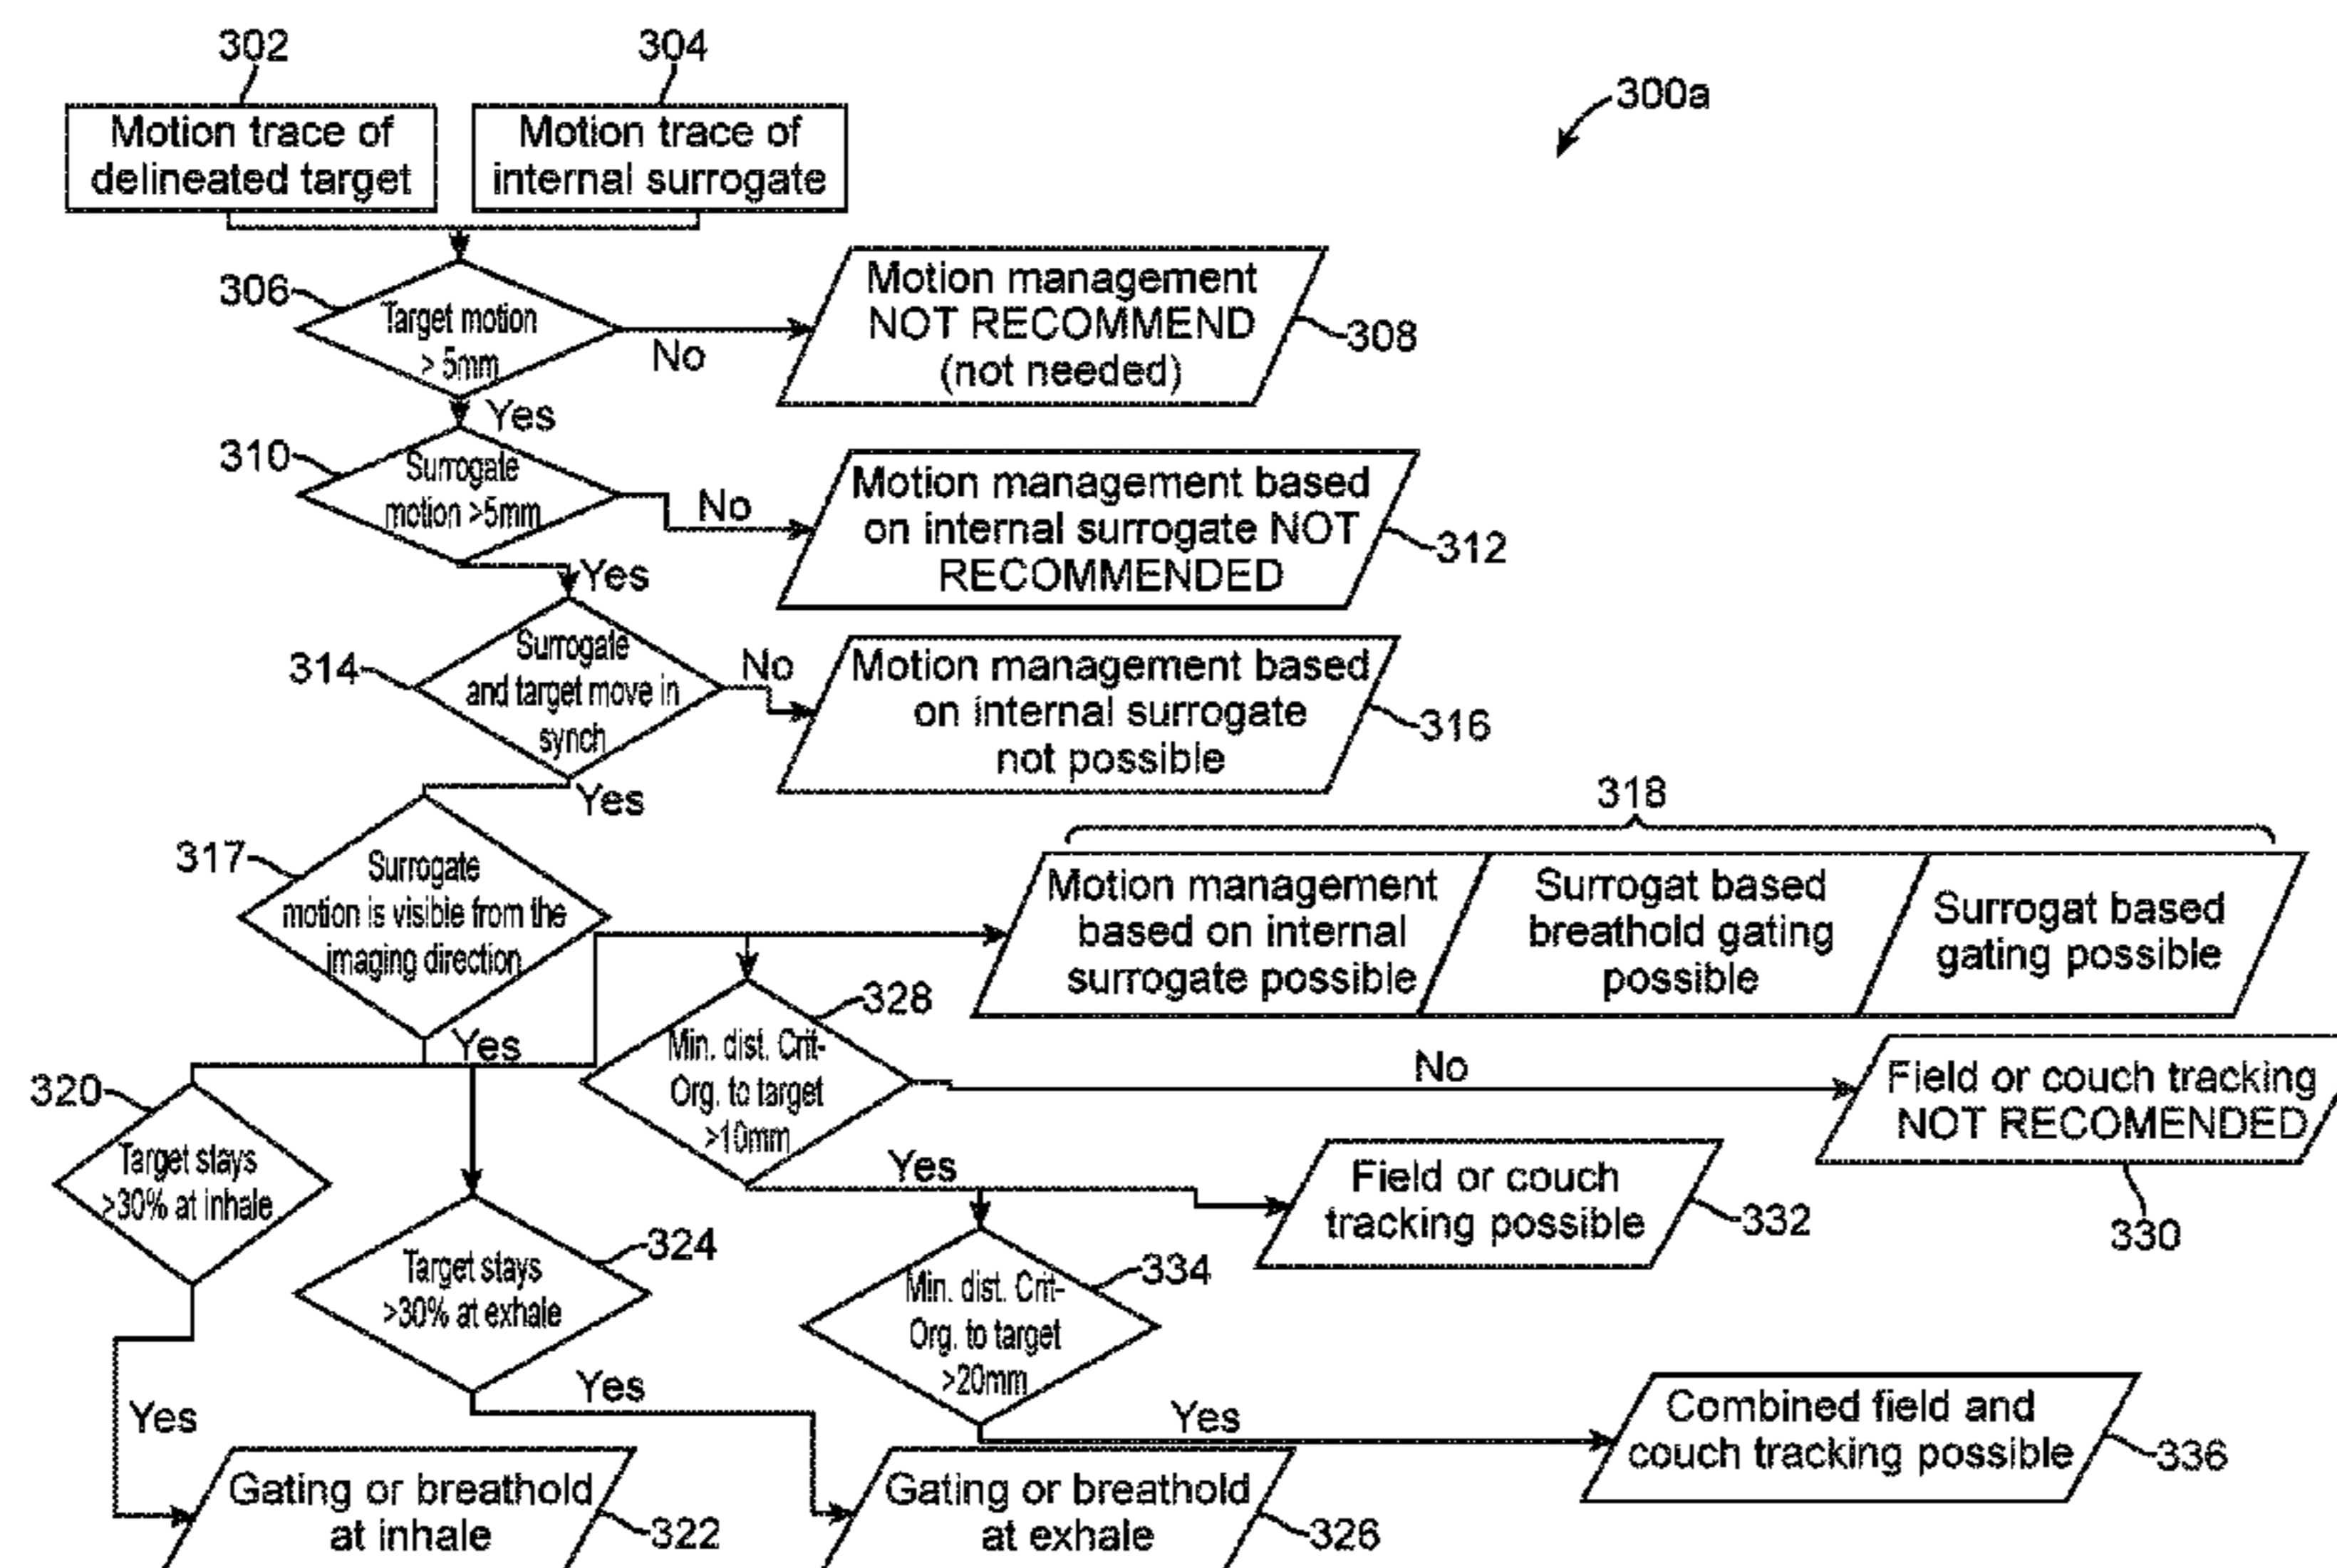 302
304
300a
Motion trace of
delineated target
Motion trace of
internal surrogate
306
Target motion
> 5mm
No
Motion management
NOT RECOMMEND
(not needed)
308
Yes
310
Surrogate
motion >5mm
No
Motion management based
on internal surrogate NOT
RECOMMENDED
312
Yes
314
Surrogate
and target move in
synch
No
Motion management based
on internal surrogate
not possible
316
Yes
317
Surrogate
motion is visible from the
imaging direction
318
Motion management
based on internal
surrogate possible
Surrogat based
breathold gating
possible
Surrogat based
gating possible
Yes
328
Min. dist. Crit-
Org. to target
>10mm
No
Field or couch tracking
NOT RECOMENDED
330
320
Target stays
>30% at inhale
Yes
Field or couch
tracking possible
332
324
Target stays
>30% at exhale
334
Min. dist. Crit-
Org. to target
>20mm
Yes
Yes
Yes
Combined field and
couch tracking possible
336
Gating or breathold
at inhale
322
Gating or breathold
at exhale
326